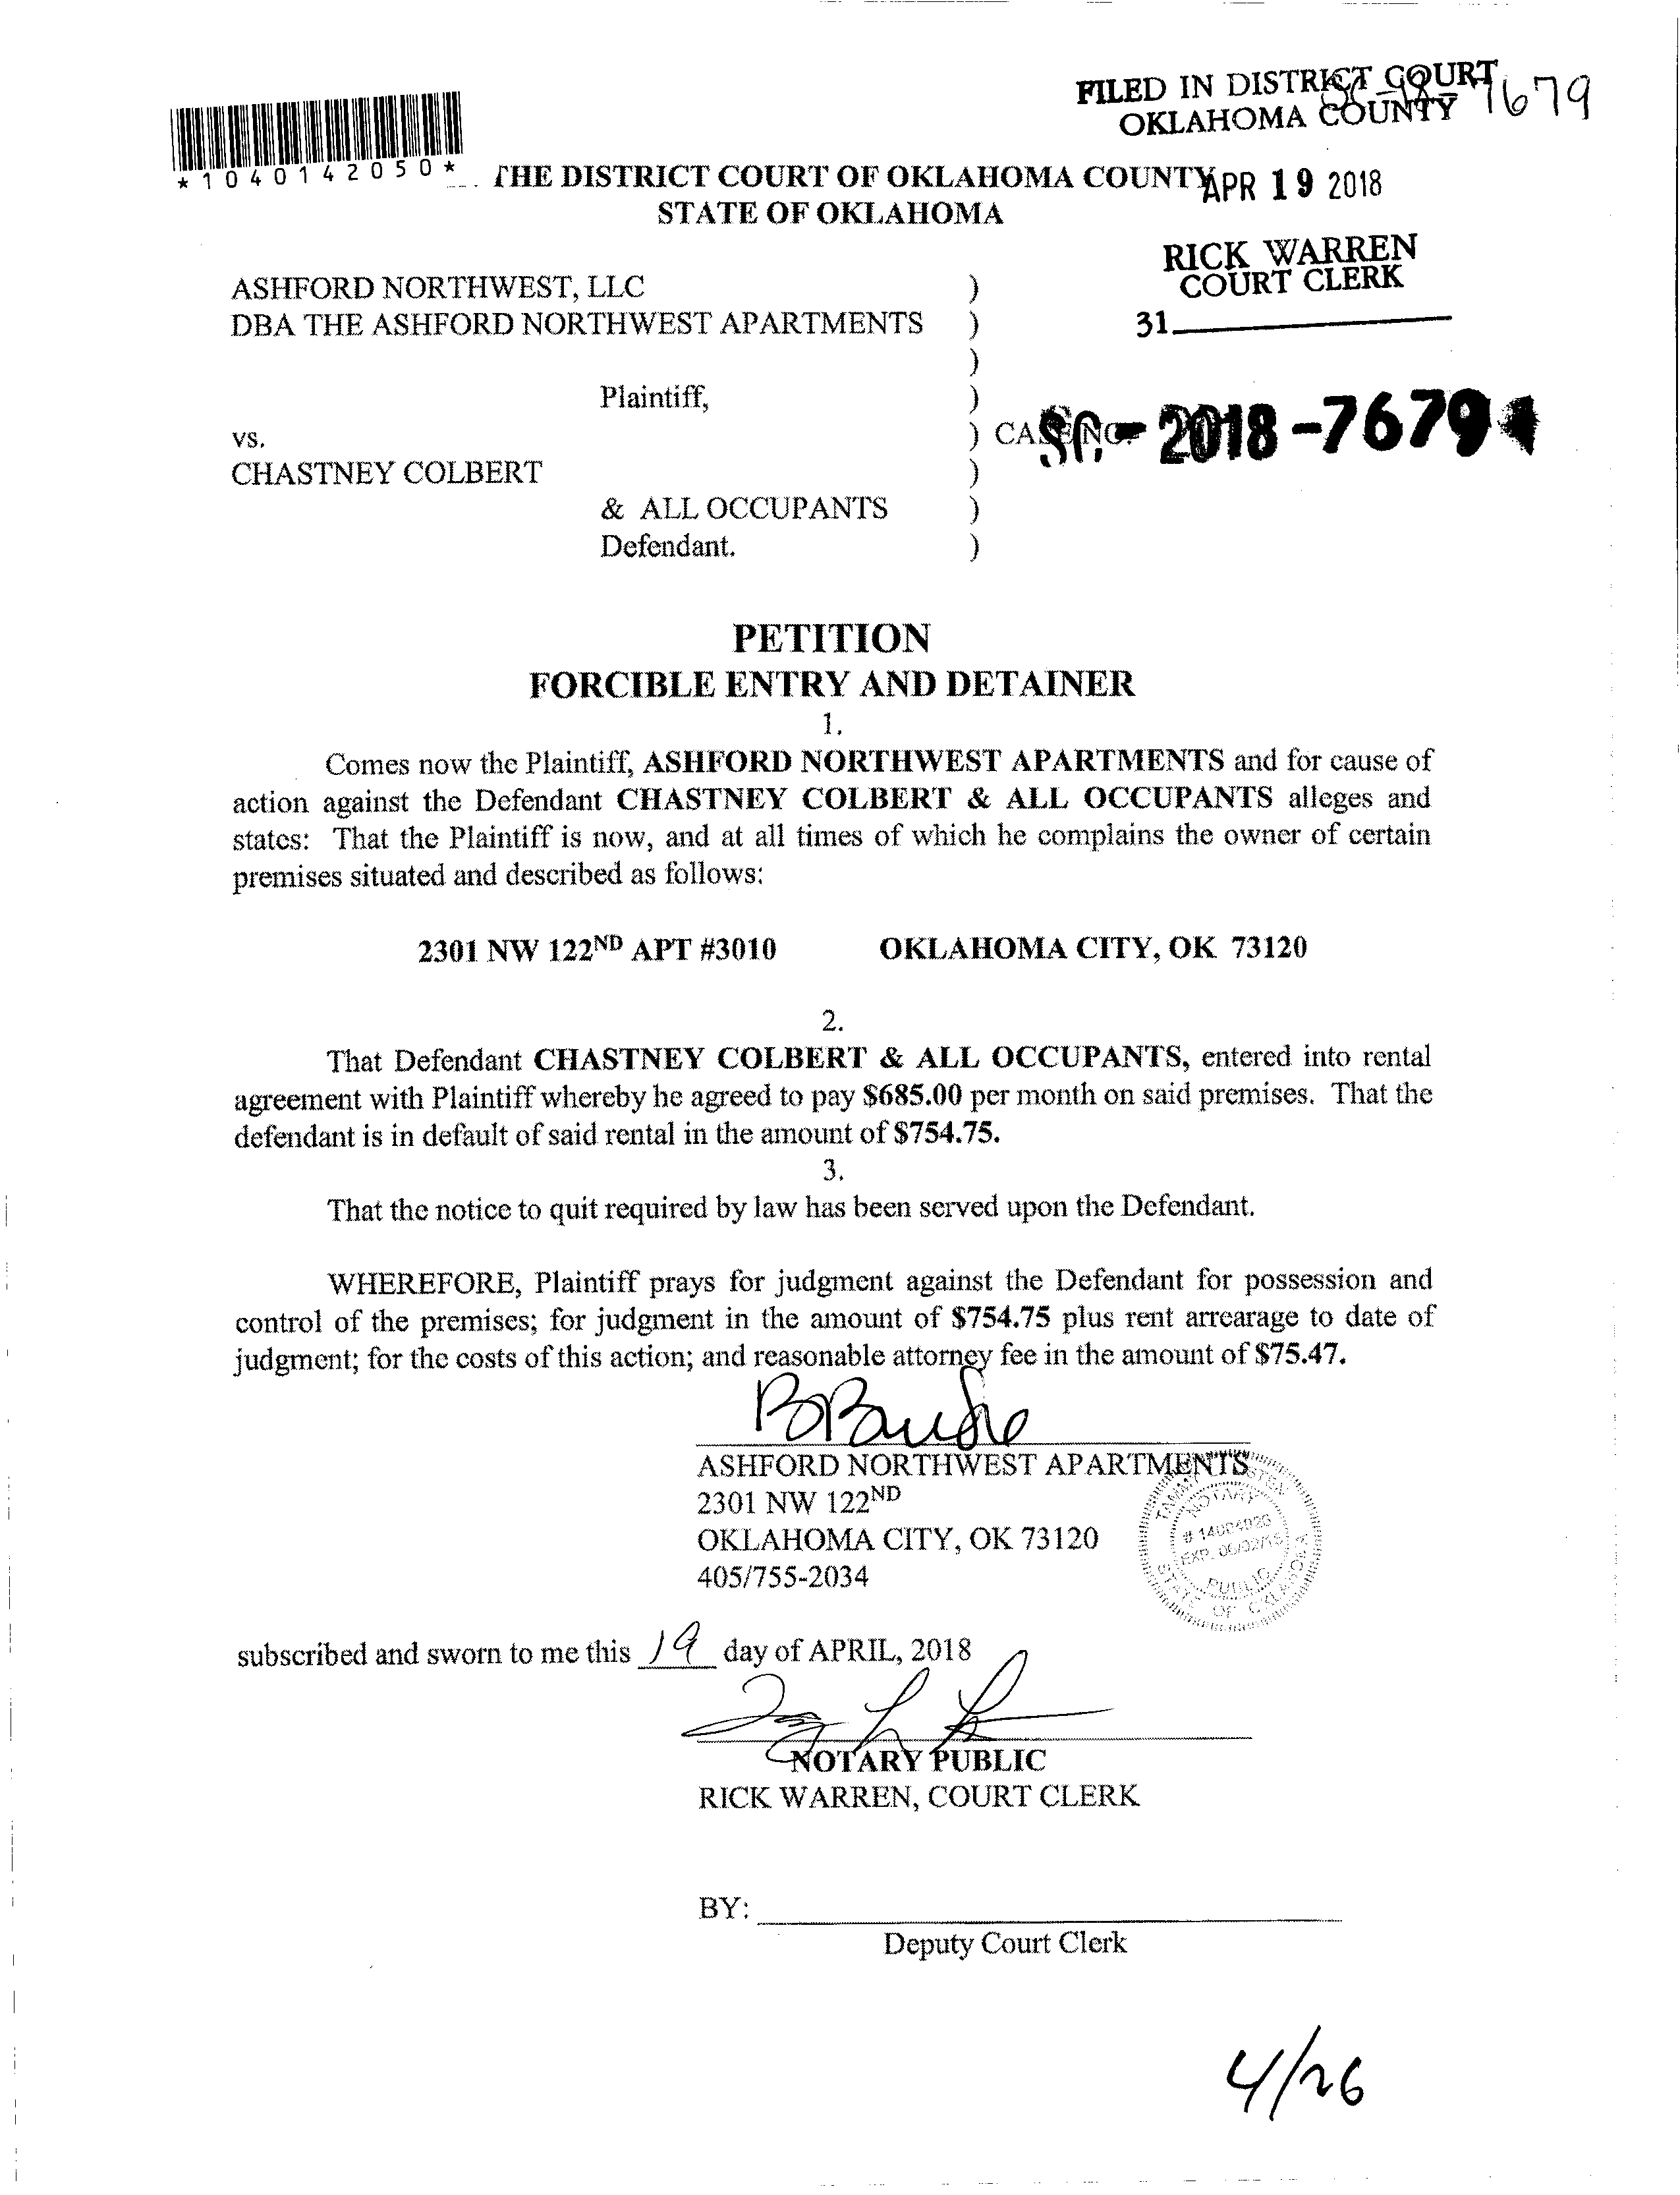 FILED IN DISTRICT COURT
OKLAHOMA COUNTY
SC-18-7679
*1040142050*
THE DISTRICT COURT OF OKLAHOMA COUNTY
STATE OF OKLAHOMA
APR 19 2018
RICK WARREN
COURT CLERK
31
ASHFORD NORTHWEST, LLC )
DBA THE ASHFORD NORTHWEST APARTMENTS )
)
Plaintiff, )
vs. ) CASE NO. SC-2018-7679
CHASTNEY COLBERT )
& ALL OCCUPANTS )
Defendant. )
PETITION
FORCIBLE ENTRY AND DETAINER
1.
Comes now the Plaintiff, ASHFORD NORTHWEST APARTMENTS and for cause of
action against the Defendant CHASTNEY COLBERT & ALL OCCUPANTS alleges and
states: That the Plaintiff is now, and at all times of which he complains the owner of certain
premises situated and described as follows:
2301 NW 122ND APT #3010 OKLAHOMA CITY, OK 73120
2.
That Defendant CHASTNEY COLBERT & ALL OCCUPANTS, entered into rental
agreement with Plaintiff whereby he agreed to pay $685.00 per month on said premises. That the
defendant is in default of said rental in the amount of $754.75.
3.
That the notice to quit required by law has been served upon the Defendant.
WHEREFORE, Plaintiff prays for judgment against the Defendant for possession and
control of the premises; for judgment in the amount of $754.75 plus rent arrearage to date of
judgment; for the costs of this action; and reasonable attorney fee in the amount of $75.47.
ASHFORD NORTHWEST APARTMENTS
2301 NW 122ND
OKLAHOMA CITY, OK 73120
405/755-2034
TAMMY
NOTARY
PUBLIC
STATE OF OKLAHOMA
subscribed and sworn to me this 19 day of APRIL, 2018
NOTARY PUBLIC
RICK WARREN, COURT CLERK
BY:
Deputy Court Clerk
4/26